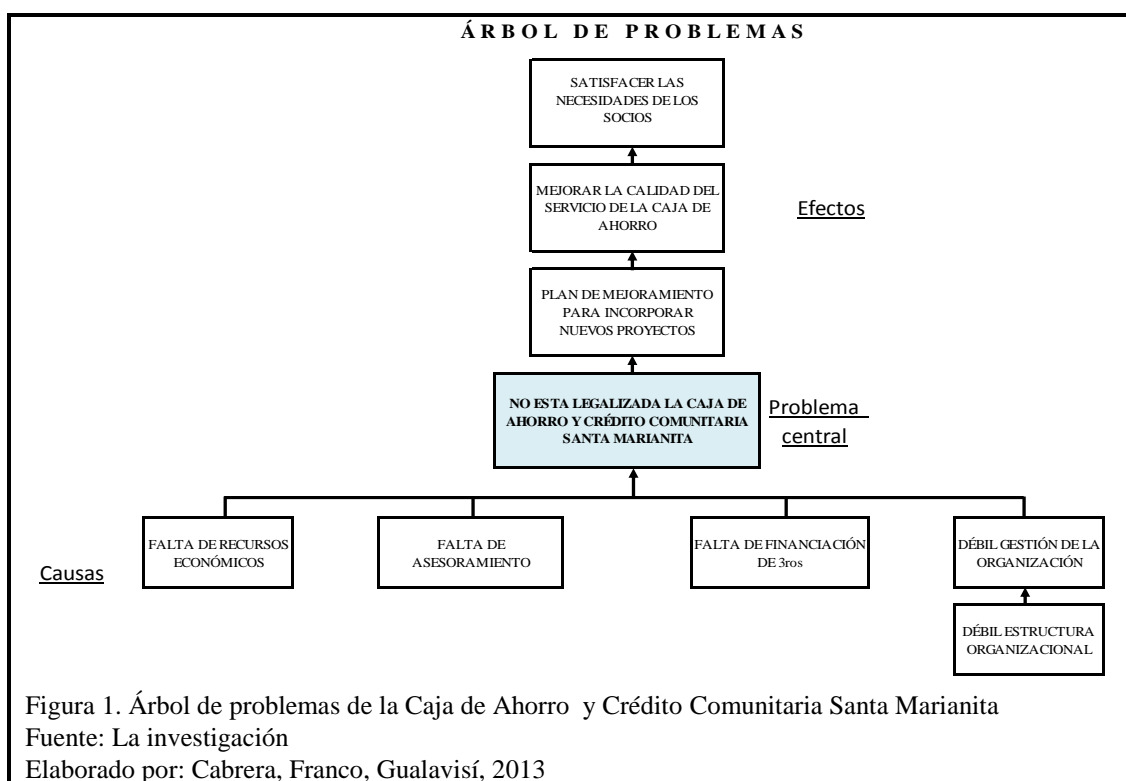 ÁRBOL DE PROBLEMAS
SATISFACER LAS
NECESIDADES DE LOS
SOCIOS
MEJORAR LA CALIDAD DEL
SERVICIO DE LA CAJA DE
AHORRO
Efectos
PLAN DE MEJORAMIENTO
PARA INCORPORAR
NUEVOS PROYECTOS
NO ESTA LEGALIZADA LA CAJA DE
AHORRO Y CRÉDITO COMUNITARIA
SANTA MARIANITA
Problema
central
FALTA DE RECURSOS
ECONÓMICOS
FALTA DE
ASESORAMIENTO
FALTA DE FINANCIACIÓN
DE 3ros
DÉBIL GESTIÓN DE LA
ORGANIZACIÓN
Causas
DÉBIL ESTRUCTURA
ORGANIZACIONAL
Figura 1. Árbol de problemas de la Caja de Ahorro y Crédito Comunitaria Santa Marianita
Fuente: La investigación
Elaborado por: Cabrera, Franco, Gualavisí, 2013